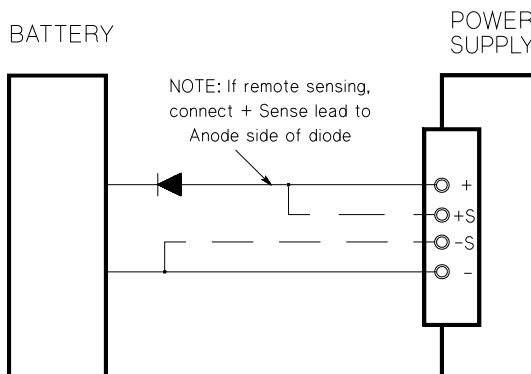 BATTERY
POWER
SUPPLY
NOTE: If remote sensing,
connect + Sense lead to
Anode side of diode
+
+S
-S
-